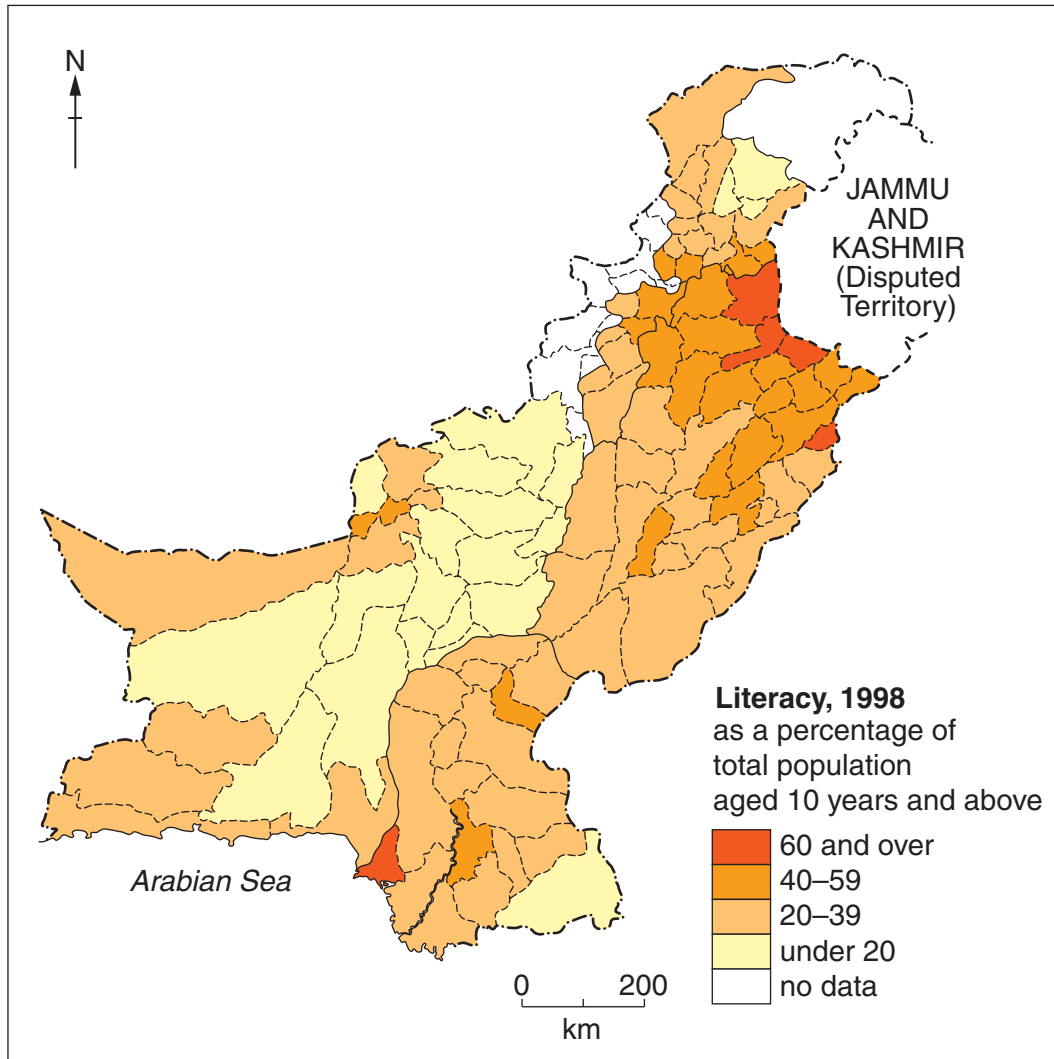 N
JAMMU
AND
KASHMIR
(Disputed
Territory)
Literacy, 1998
as a percentage of
total population
aged 10 years and above
60 and over
40–59
20–39
under 20
no data
Arabian Sea
0 200
km